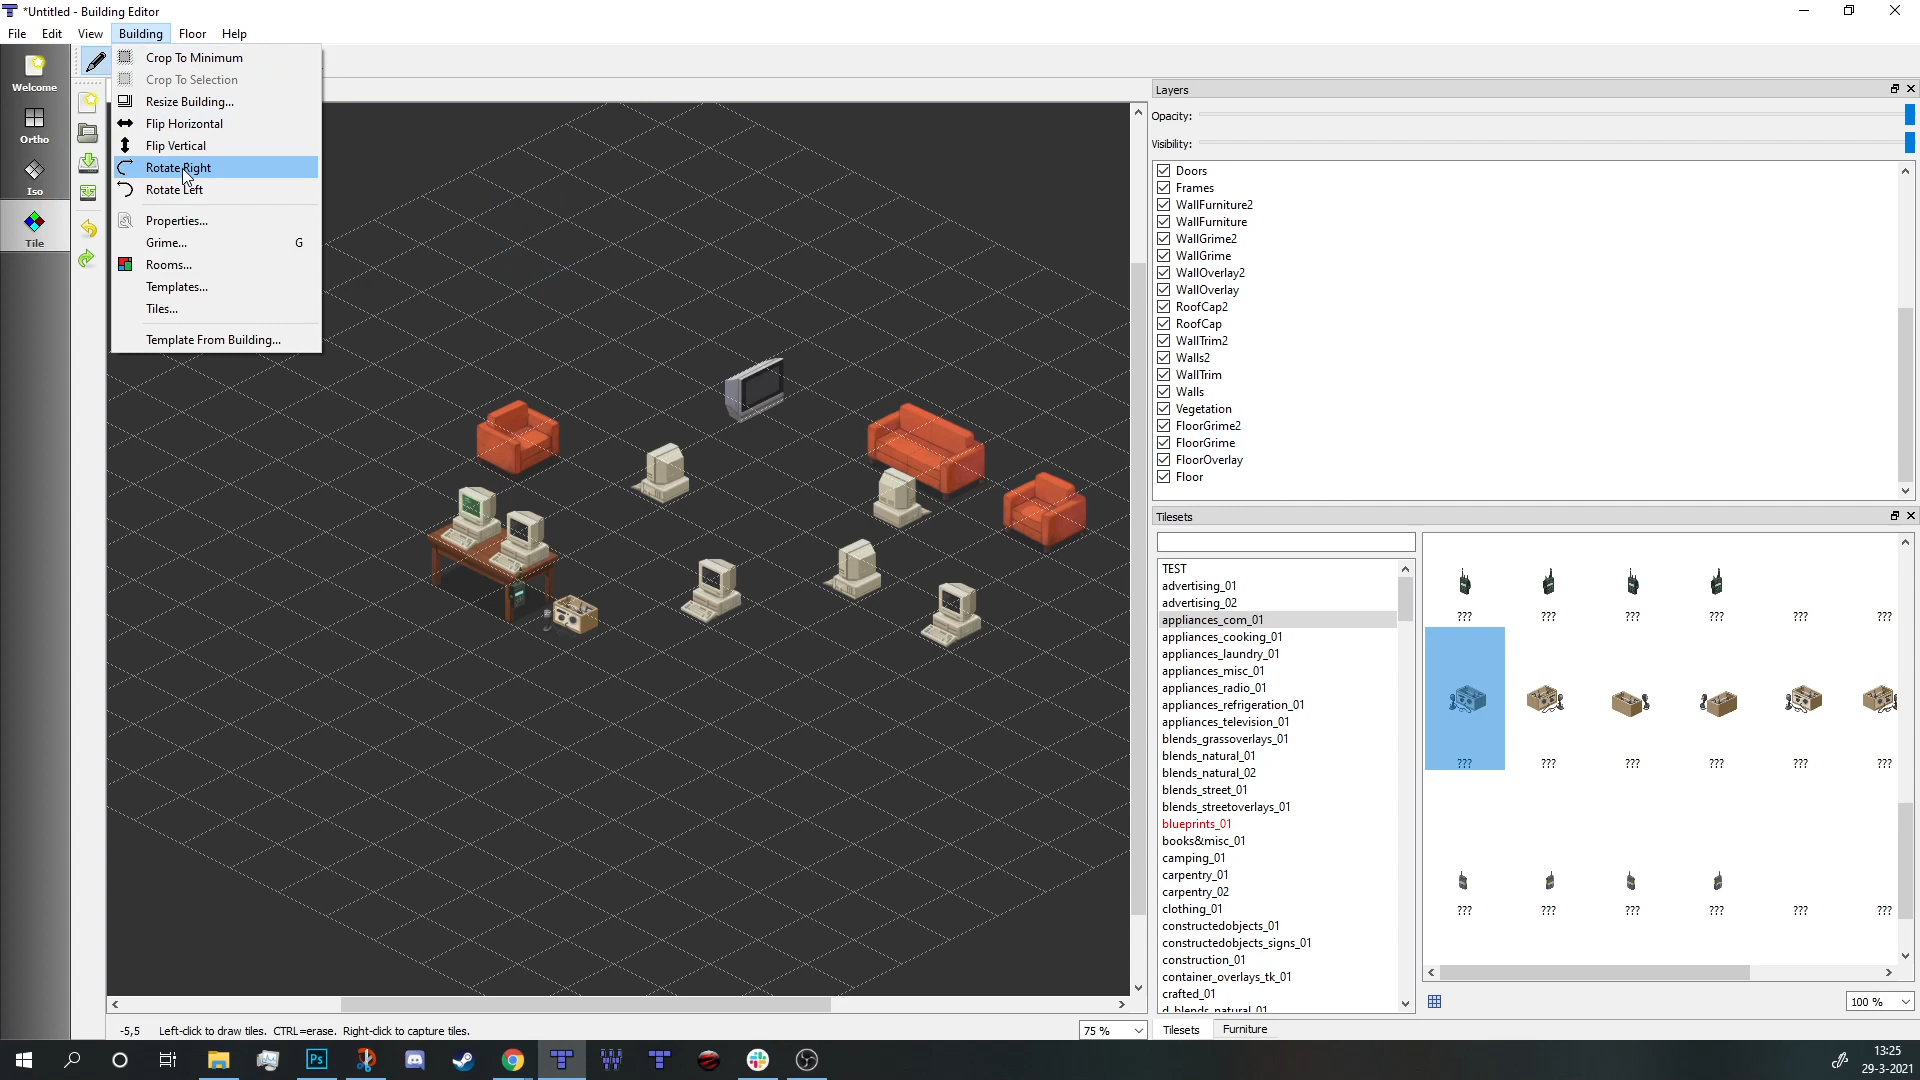 *Untitled - Building Editor
File Edit View Building Floor Help
Crop To Minimum
Crop To Selection
Resize Building...
Flip Horizontal
Flip Vertical
Rotate Right
Rotate Left
Properties...
Grime... G
Rooms...
Templates...
Tiles...
Template From Building...
Welcome
Ortho
Iso
Tile
Layers
Opacity:
Visibility:
Doors
Frames
WallFurniture2
WallFurniture
WallGrime2
WallGrime
WallOverlay2
WallOverlay
RoofCap2
RoofCap
WallTrim2
Walls2
WallTrim
Walls
Vegetation
FloorGrime2
FloorGrime
FloorOverlay
Floor
Tilesets
TEST
advertising_01
advertising_02
appliances_com_01
appliances_cooking_01
appliances_laundry_01
appliances_misc_01
appliances_radio_01
appliances_refrigeration_01
appliances_television_01
blends_grassoverlays_01
blends_natural_01
blends_natural_02
blends_street_01
blends_streetoverlays_01
blueprints_01
books&misc_01
camping_01
carpentry_01
carpentry_02
clothing_01
constructedobjects_01
constructedobjects_signs_01
construction_01
container_overlays_tk_01
crafted_01
d_blends_natural_01
??? ??? ??? ??? ??? ???
??? ??? ??? ??? ??? ???
??? ??? ??? ??? ??? ???
100 %
-5,5 Left-click to draw tiles. CTRL=erase. Right-click to capture tiles.
75 %
Tilesets Furniture
Ps
13:25
29-3-2021